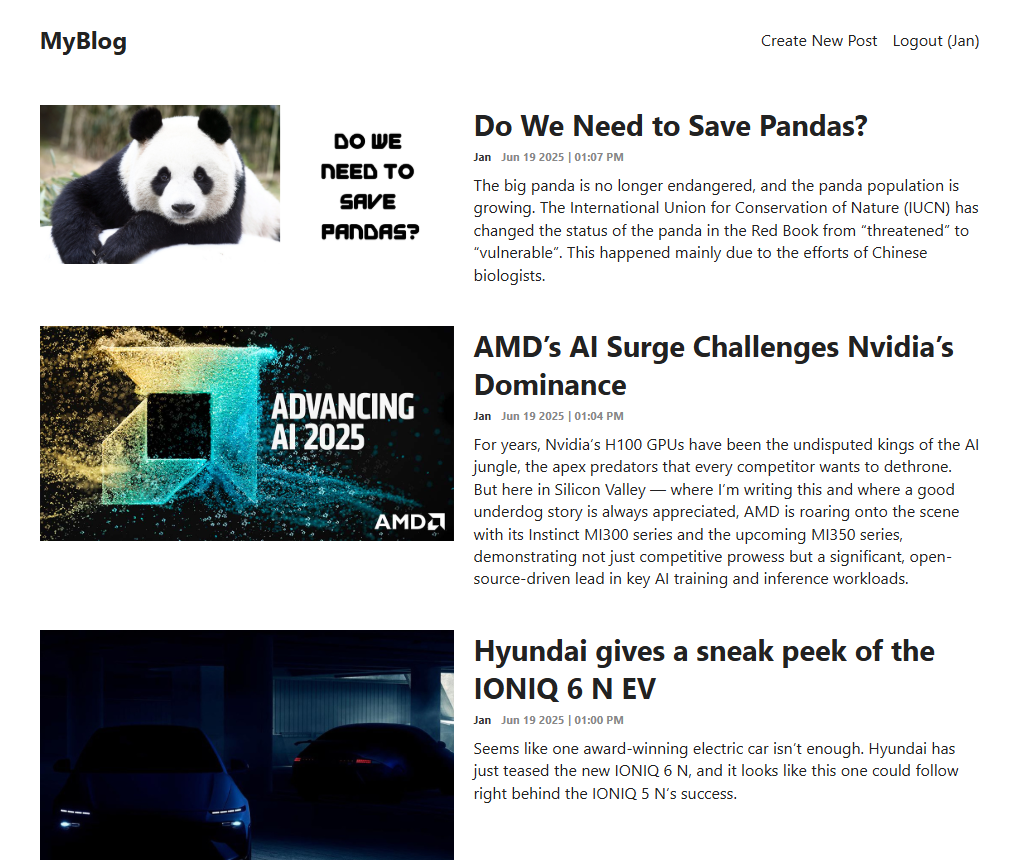 MyBlog
Create New Post Logout (Jan)
DO WE
NEED TO
SAVE
PANDAS?
Do We Need to Save Pandas?
Jan Jun 19 2025 | 01:07 PM
The big panda is no longer endangered, and the panda population is
growing. The International Union for Conservation of Nature (IUCN) has
changed the status of the panda in the Red Book from “threatened” to
“vulnerable”. This happened mainly due to the efforts of Chinese
biologists.
ADVANCING
AI 2025
AMD
AMD’s AI Surge Challenges Nvidia’s
Dominance
Jan Jun 19 2025 | 01:04 PM
For years, Nvidia’s H100 GPUs have been the undisputed kings of the AI
jungle, the apex predators that every competitor wants to dethrone.
But here in Silicon Valley — where I’m writing this and where a good
underdog story is always appreciated, AMD is roaring onto the scene
with its Instinct MI300 series and the upcoming MI350 series,
demonstrating not just competitive prowess but a significant, open-
source-driven lead in key AI training and inference workloads.
Hyundai gives a sneak peek of the
IONIQ 6 N EV
Jan Jun 19 2025 | 01:00 PM
Seems like one award-winning electric car isn’t enough. Hyundai has
just teased the new IONIQ 6 N, and it looks like this one could follow
right behind the IONIQ 5 N’s success.